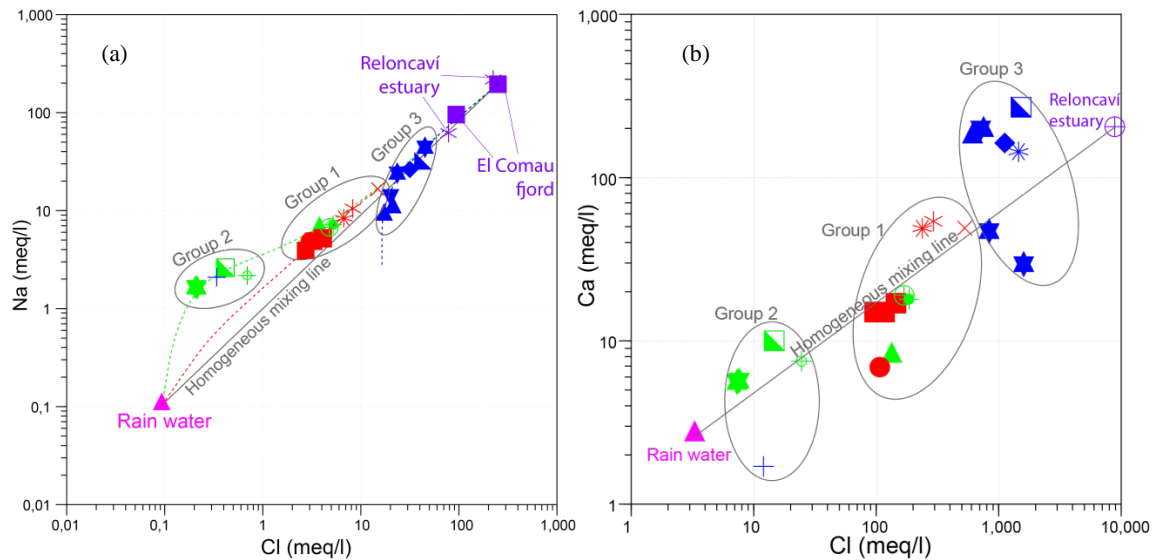 (a)
1,000
100
10
1
0,1
0,01
Na (meq/l)
Reloncaví
estuary
Group 3
El Comau
fjord
Group 1
Group 2
Homogeneous mixing line
Rain water
0,01
0,1
1
10
100
1,000
Cl (meq/l)
(b)
1,000
100
10
1
Ca (meq/l)
Group 3
Reloncaví
estuary
Group 1
Homogeneous mixing line
Group 2
Rain water
1
10
100
1,000
10,000
Cl (meq/l)